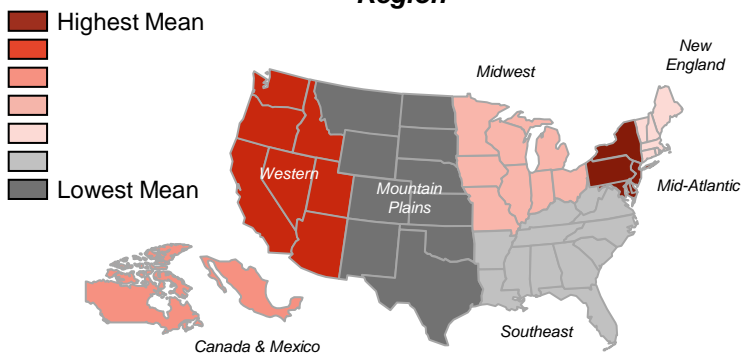 Region
Highest Mean
Lowest Mean
New
England
Midwest
Western
Mountain
Plains
Mid-Atlantic
Southeast
Canada & Mexico